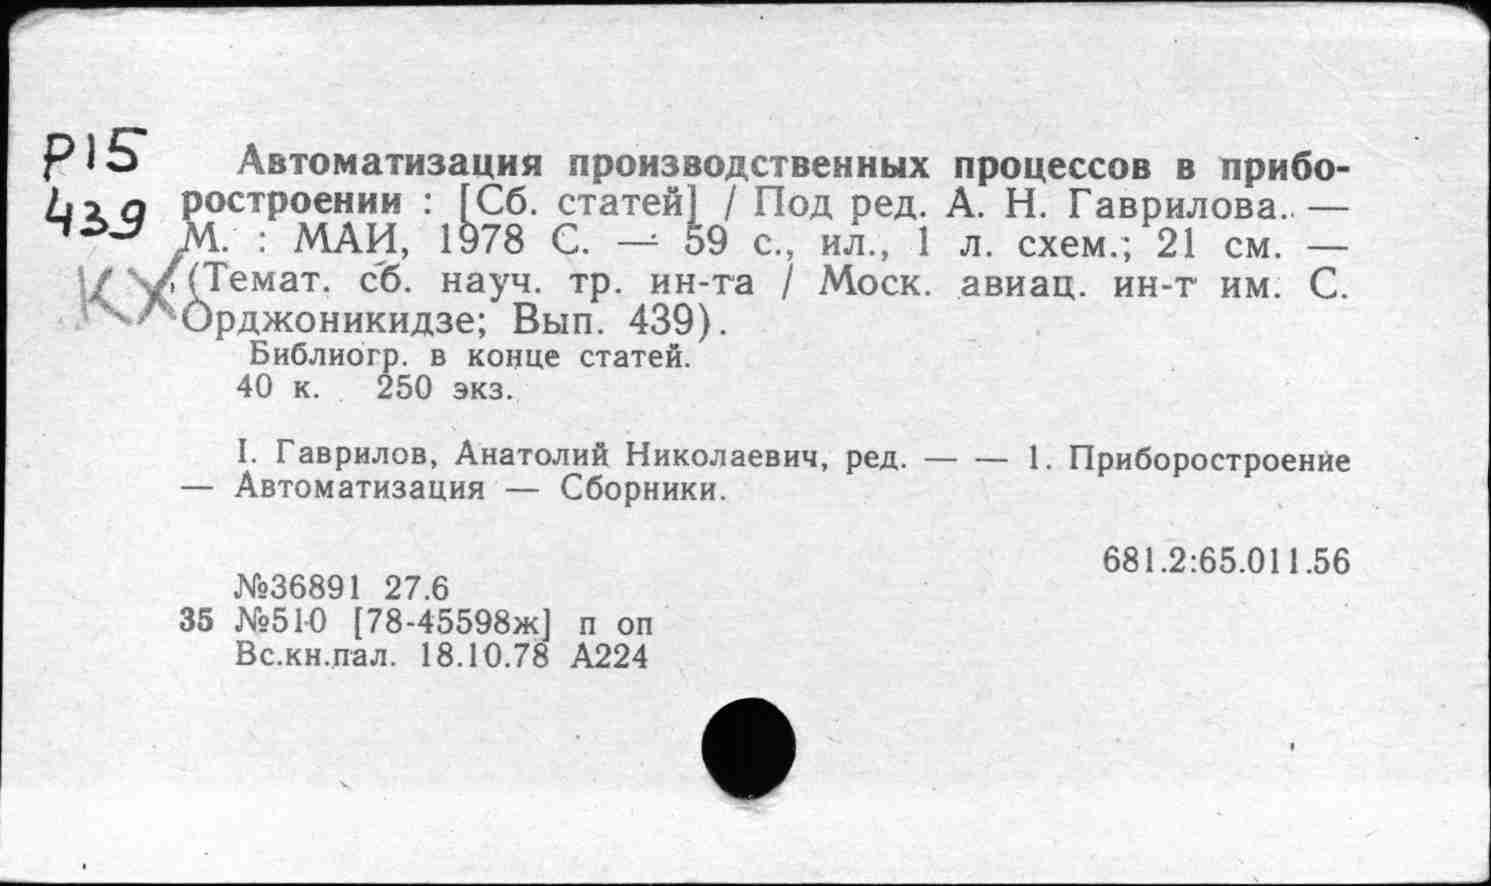 Р15 Автоматизация производственных процессов в прибо-
439 ростроении : [Сб. статей] / Под ред. А. Н. Гаврилова. —
М. : МАИ, 1978 С. — 59 с., ил., 1 л. схем.; 21 см. —
КХ (Темат. сб. науч. тр. ин-та / Моск. авиац. ин-т им. С.
Орджоникидзе; Вып. 439).
Библиогр. в конце статей.
40 к. 250 экз.
I. Гаврилов, Анатолий Николаевич, ред. — — 1. Приборостроение
— Автоматизация — Сборники.
681.2:65.011.56
№36891 27.6
35 №510 [78-45598ж] п оп
Вс.кн.пал. 18.10.78 А224